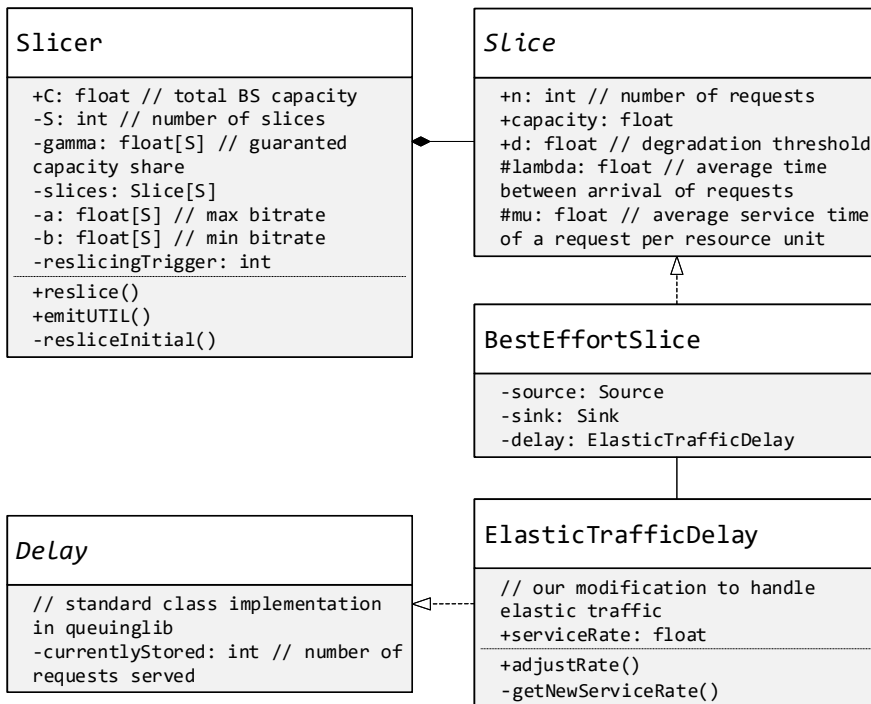 Slicer
+C: float // total BS capacity
-S: int // number of slices
-gamma: float[S] // guaranted
capacity share
-slices: Slice[S]
-a: float[S] // max bitrate
-b: float[S] // min bitrate
-reslicingTrigger: int
+reslice()
+emitUTIL()
-resliceInitial()
Slice
+n: int // number of requests
+capacity: float
+d: float // degradation threshold
#lambda: float // average time
between arrival of requests
#mu: float // average service time
of a request per resource unit
BestEffortSlice
-source: Source
-sink: Sink
-delay: ElasticTrafficDelay
Delay
// standard class implementation
in queuinglib
-currentlyStored: int // number of
requests served
ElasticTrafficDelay
// our modification to handle
elastic traffic
+serviceRate: float
+adjustRate()
-getNewServiceRate()